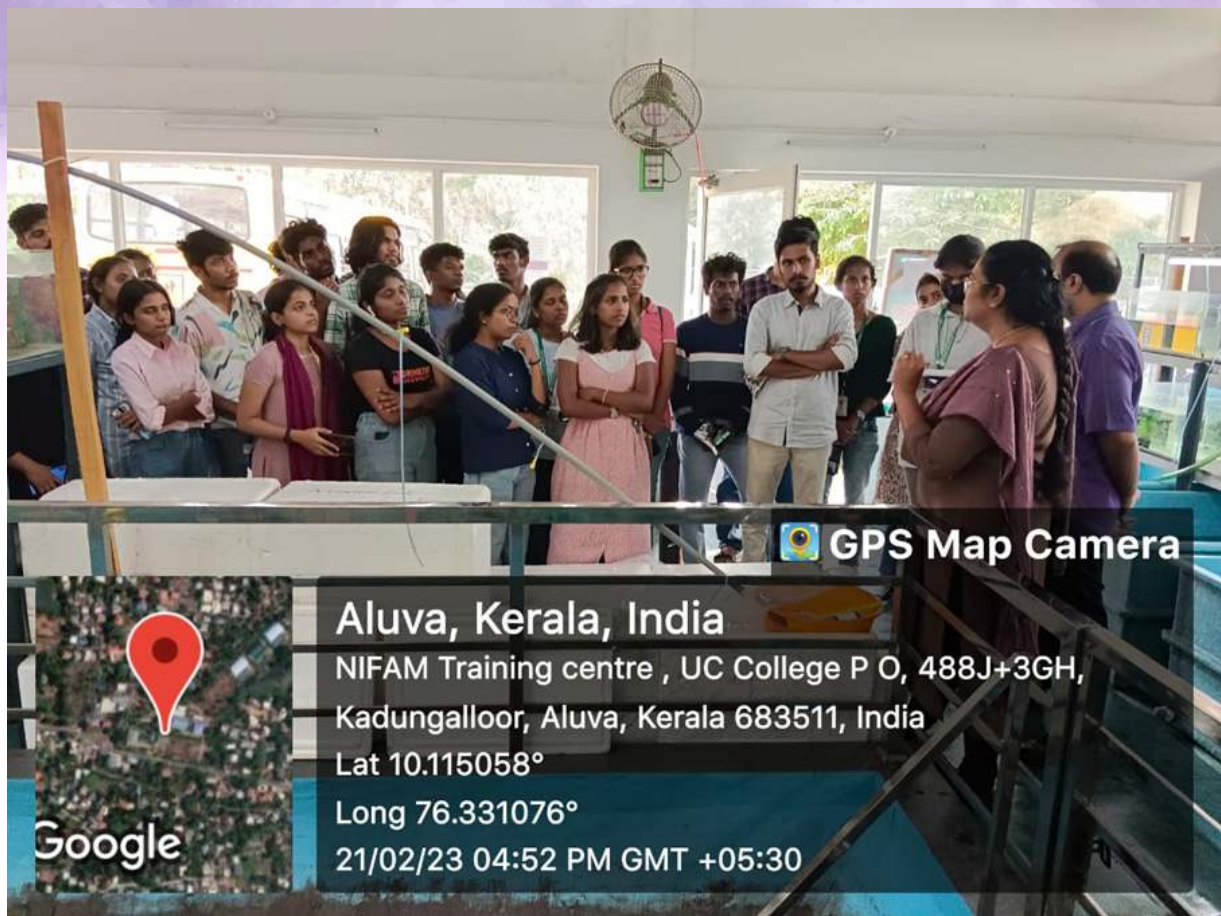 GPS Map Camera
Aluva, Kerala, India
NIFAM Training centre , UC College P O, 488J+3GH,
Kadungalloor, Aluva, Kerala 683511, India
Lat 10.115058°
Long 76.331076°
21/02/23 04:52 PM GMT +05:30
Google